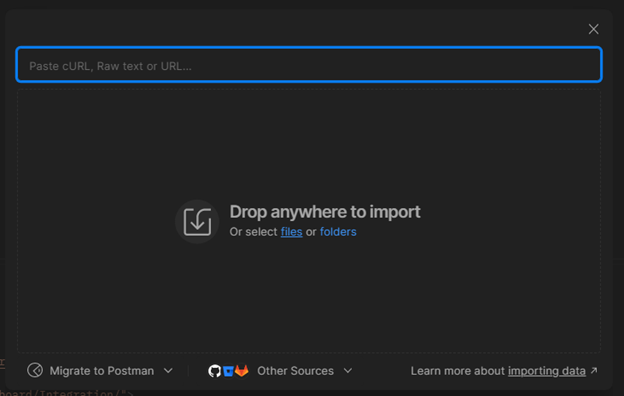 Paste cURL, Raw text or URL...
Drop anywhere to import
Or select files or folders
Migrate to Postman
Other Sources
Learn more about importing data ↗
board/Integration/">